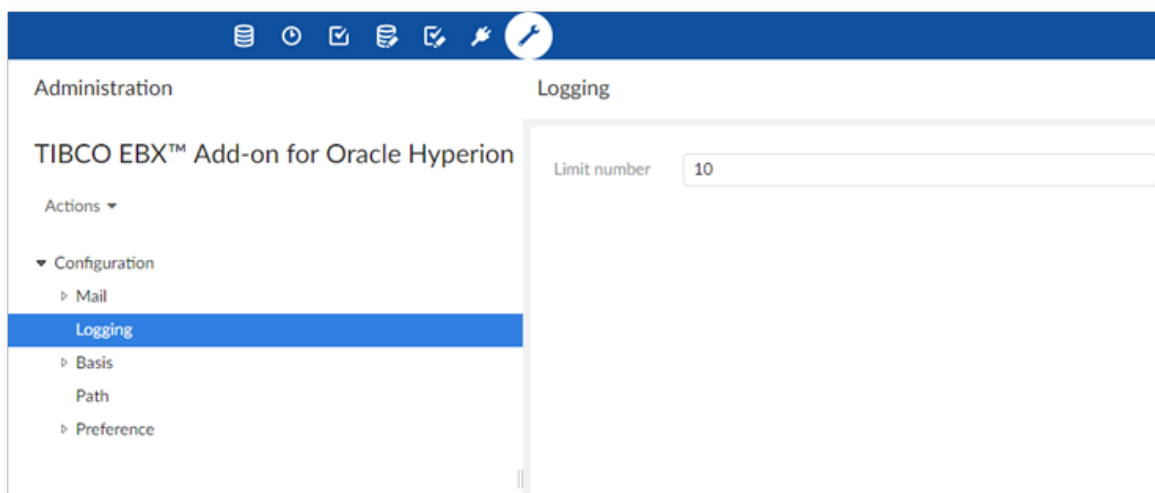 Administration
Logging
TIBCO EBX™ Add-on for Oracle Hyperion
Limit number
10
Actions
Configuration
Mail
Logging
Basis
Path
Preference